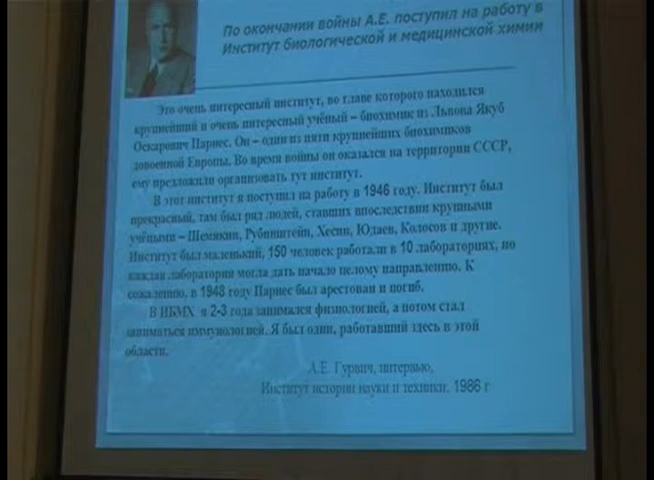 По окончании войны А.Е. поступил на работу в
Институт биологической и медицинской химии
Это очень интересный институт, во главе которого находился
крупнейший и очень интересный учёный – биохимик из Львова Якуб
Оскарович Парнес. Он – один из пяти крупнейших биохимиков
довоенной Европы. Во время войны он оказался на территории СССР,
ему предложили организовать тут институт.
В этот институт я поступил на работу в 1946 году. Институт был
прекрасный, там был ряд людей, ставших впоследствии крупными
учёными – Шемякин, Рубинштейн, Хесин, Юдаев, Колосов и другие.
Институт был маленький, 150 человек работали в 10 лабораториях, но
каждая лаборатория могла дать начало целому направлению. К
сожалению, в 1948 году Парнес был арестован и погиб.
В ИБМХ я 2-3 года занимался физиологией, а потом стал
заниматься иммунологией. Я был один, работавший здесь в этой
области.
А.Е. Гурвич, интервью,
Институт истории науки и техники, 1986 г